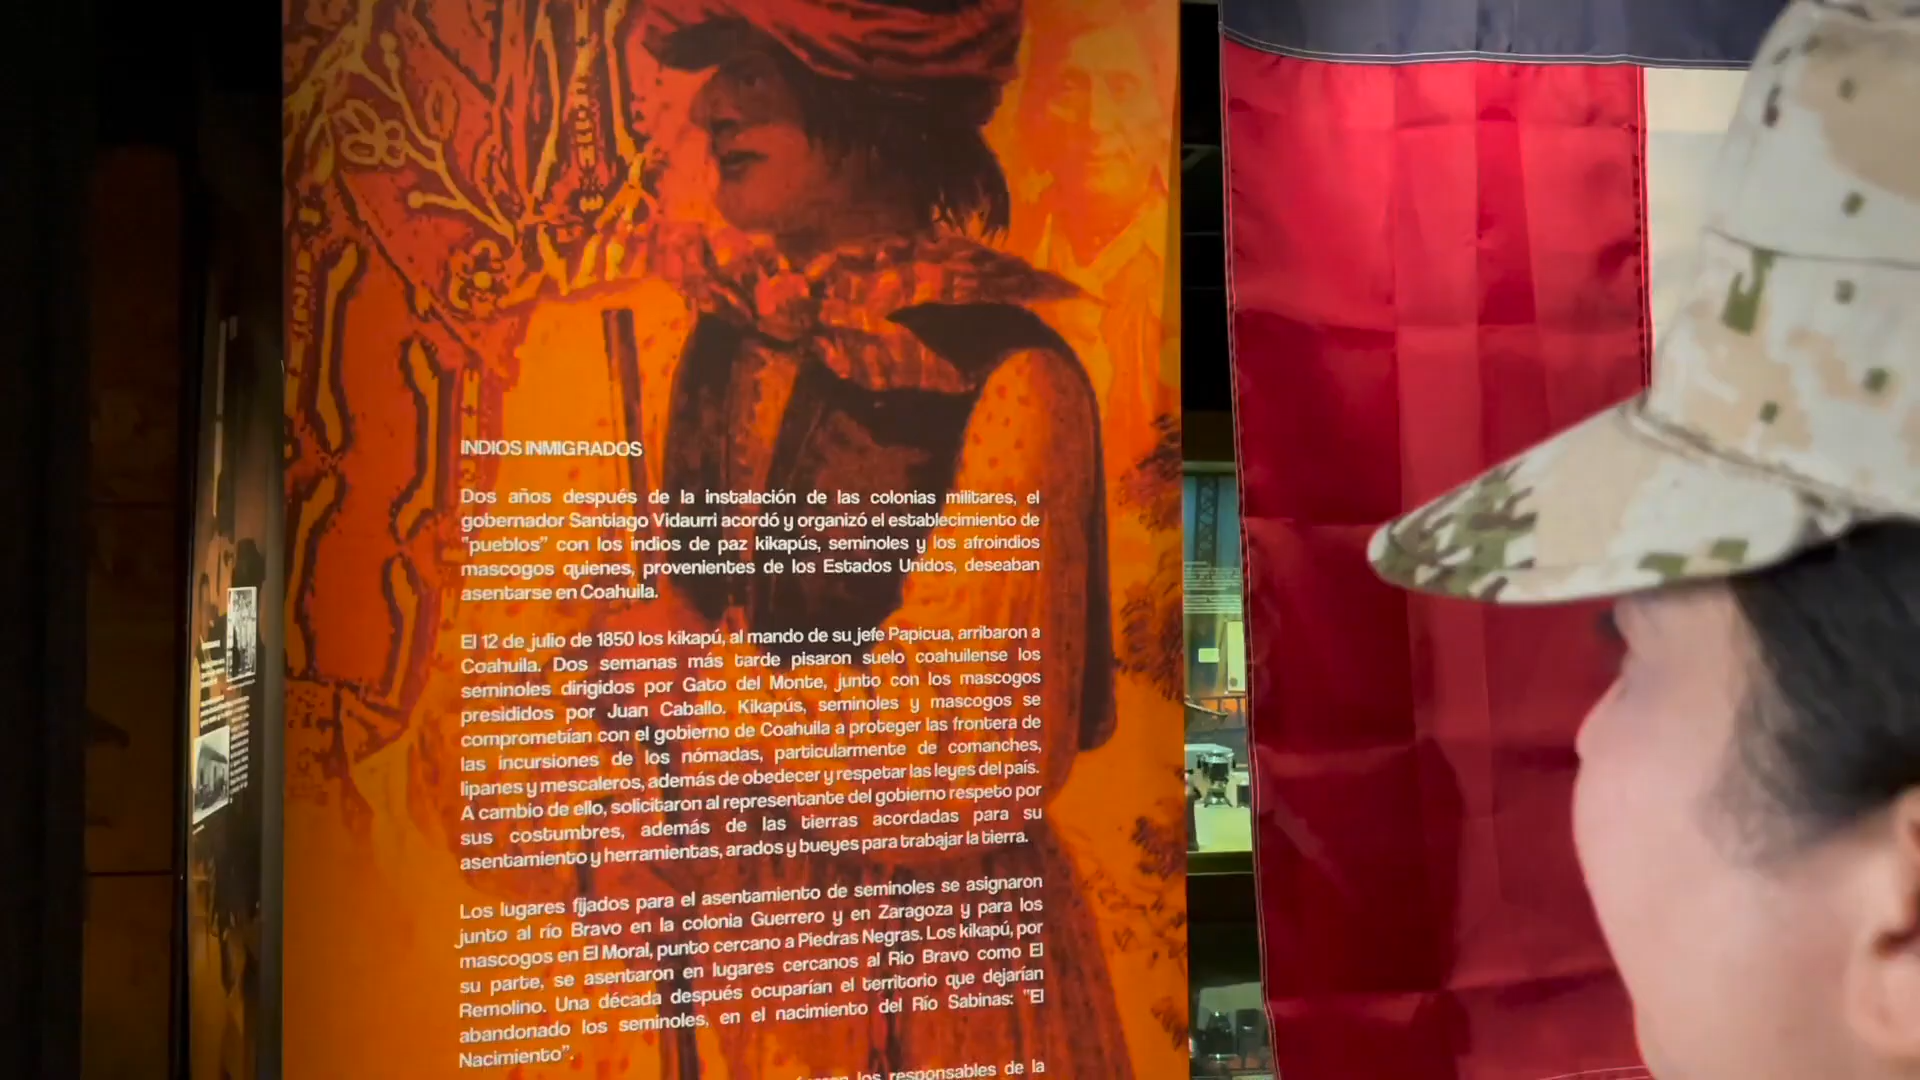 INDIOS INMIGRADOS
Dos años después de la instalación de las colonias militares, el
gobernador Santiago Vidaurri acordó y organizó el establecimiento de
"pueblos" con los indios de paz kikapús, seminoles y los afroindios
mascogos quienes, provenientes de los Estados Unidos, deseaban
asentarse en Coahuila.
El 12 de julio de 1850 los kikapú, al mando de su jefe Papicua, arribaron a
Coahuila. Dos semanas más tarde pisaron suelo coahuilense los
seminoles dirigidos por Gato del Monte, junto con los mascogos
presididos por Juan Caballo. Kikapús, seminoles y mascogos se
comprometían con el gobierno de Coahuila a proteger las frontera de
las incursiones de los nómadas, particularmente de comanches,
lipanes y mescaleros, además de obedecer y respetar las leyes del país.
A cambio de ello, solicitaron al representante del gobierno respeto por
sus costumbres, además de las tierras acordadas para su
asentamiento y herramientas, arados y bueyes para trabajar la tierra.
Los lugares fijados para el asentamiento de seminoles se asignaron
junto al río Bravo en la colonia Guerrero y en Zaragoza y para los
mascogos en El Moral, punto cercano a Piedras Negras. Los kikapú, por
su parte, se asentaron en lugares cercanos al Rio Bravo como El
Remolino. Una década después ocuparían el territorio que dejarían
abandonado los seminoles, en el nacimiento del Río Sabinas: "El
Nacimiento".
los responsables de la